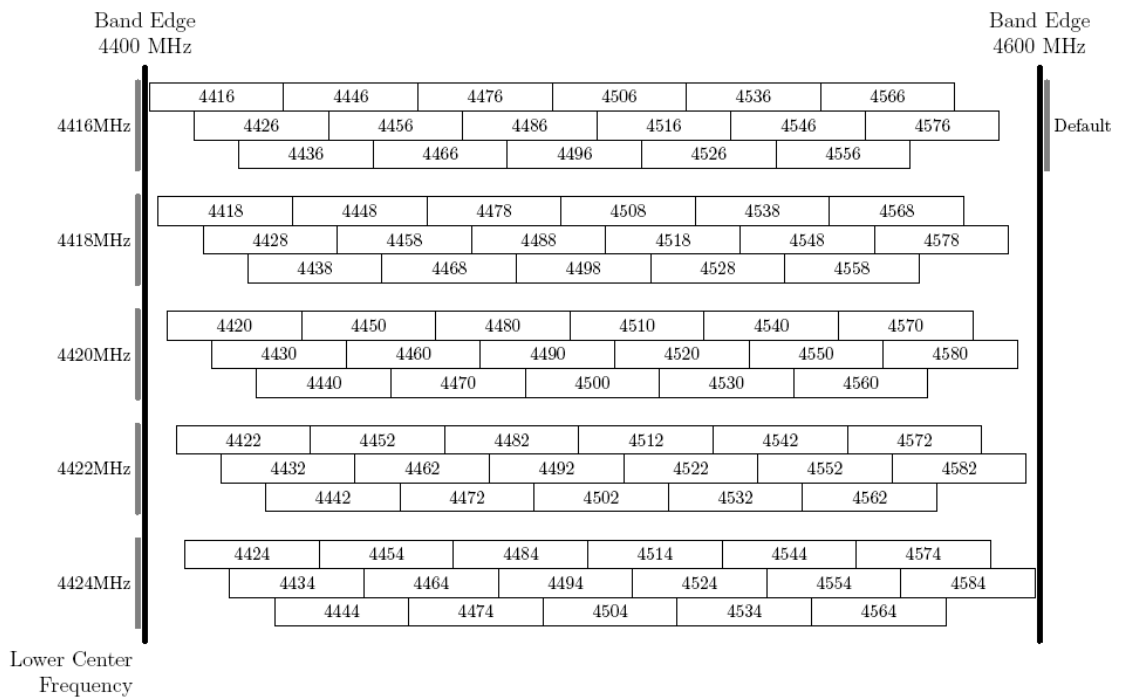 Band Edge
4400 MHz
Band Edge
4600 MHz
4416 4446 4476 4506 4536 4566
4416MHz 4426 4456 4486 4516 4546 4576 Default
4436 4466 4496 4526 4556
4418 4448 4478 4508 4538 4568
4418MHz 4428 4458 4488 4518 4548 4578
4438 4468 4498 4528 4558
4420 4450 4480 4510 4540 4570
4420MHz 4430 4460 4490 4520 4550 4580
4440 4470 4500 4530 4560
4422 4452 4482 4512 4542 4572
4422MHz 4432 4462 4492 4522 4552 4582
4442 4472 4502 4532 4562
4424 4454 4484 4514 4544 4574
4424MHz 4434 4464 4494 4524 4554 4584
4444 4474 4504 4534 4564
Lower Center
Frequency